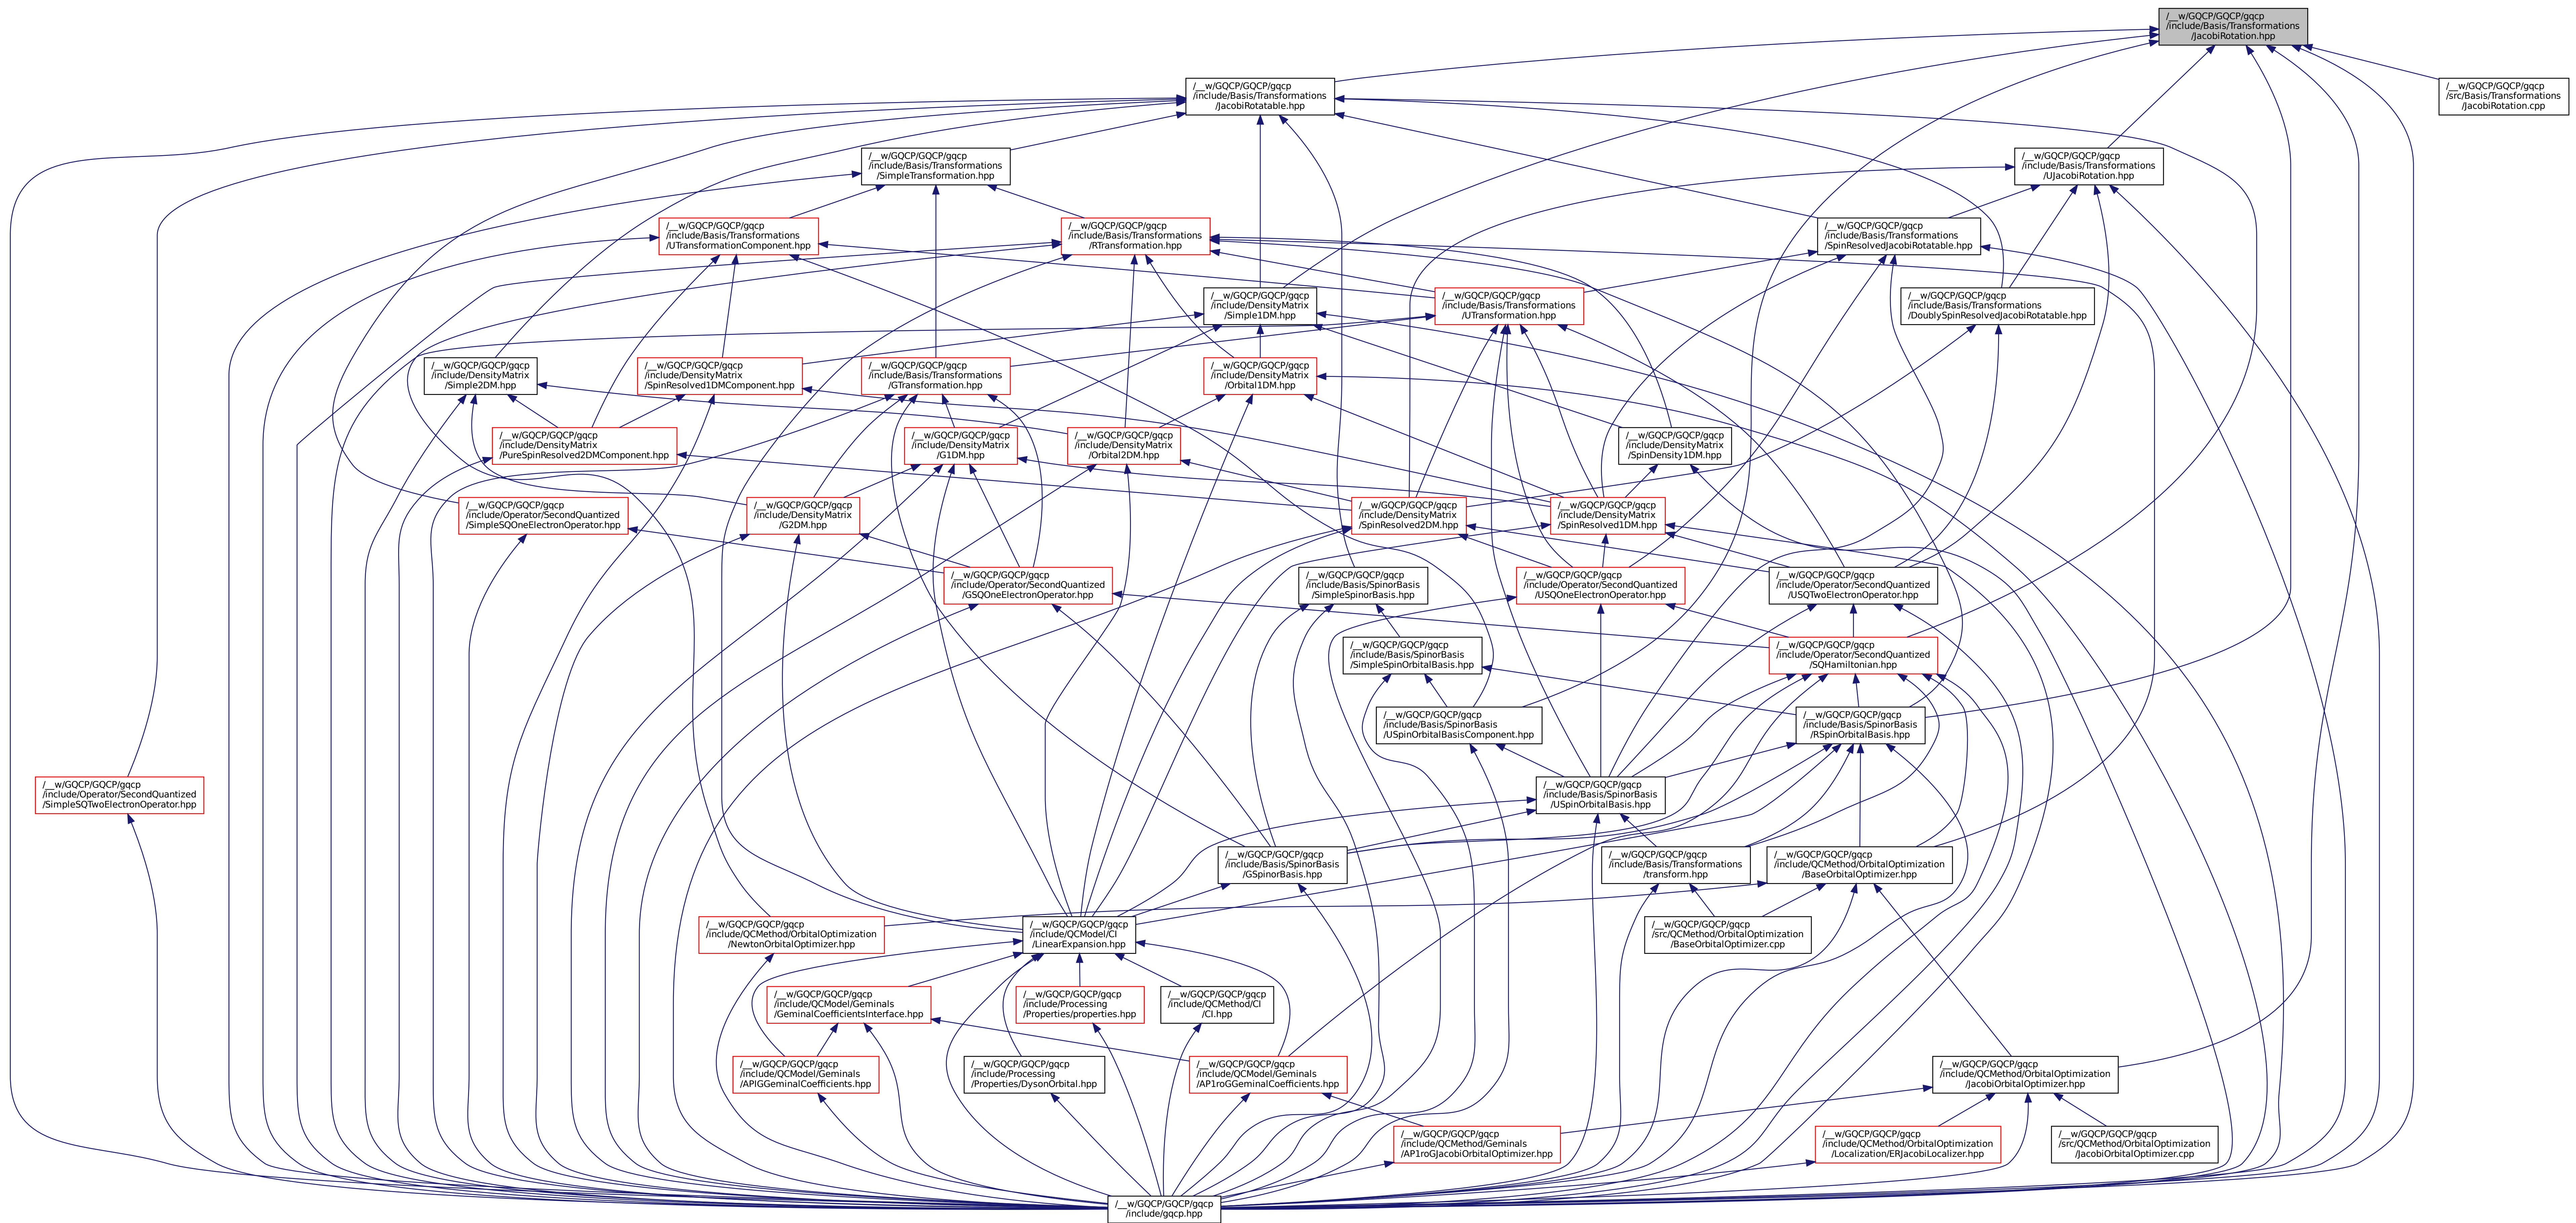 /__w/GQCP/GQCP/gqcp
/include/Basis/Transformations
/JacobiRotation.hpp
/__w/GQCP/GQCP/gqcp
/include/Basis/Transformations
/JacobiRotatable.hpp
/__w/GQCP/GQCP/gqcp
/src/Basis/Transformations
/JacobiRotation.cpp
/__w/GQCP/GQCP/gqcp
/include/Basis/Transformations
/SimpleTransformation.hpp
/__w/GQCP/GQCP/gqcp
/include/Basis/Transformations
/UJacobiRotation.hpp
/__w/GQCP/GQCP/gqcp
/include/Basis/Transformations
/UTransformationComponent.hpp
/__w/GQCP/GQCP/gqcp
/include/Basis/Transformations
/RTransformation.hpp
/__w/GQCP/GQCP/gqcp
/include/Basis/Transformations
/SpinResolvedJacobiRotatable.hpp
/__w/GQCP/GQCP/gqcp
/include/DensityMatrix
/Simple1DM.hpp
/__w/GQCP/GQCP/gqcp
/include/Basis/Transformations
/UTransformation.hpp
/__w/GQCP/GQCP/gqcp
/include/Basis/Transformations
/DoublySpinResolvedJacobiRotatable.hpp
/__w/GQCP/GQCP/gqcp
/include/DensityMatrix
/Simple2DM.hpp
/__w/GQCP/GQCP/gqcp
/include/DensityMatrix
/SpinResolved1DMComponent.hpp
/__w/GQCP/GQCP/gqcp
/include/Basis/Transformations
/GTransformation.hpp
/__w/GQCP/GQCP/gqcp
/include/DensityMatrix
/Orbital1DM.hpp
/__w/GQCP/GQCP/gqcp
/include/DensityMatrix
/PureSpinResolved2DMComponent.hpp
/__w/GQCP/GQCP/gqcp
/include/DensityMatrix
/G1DM.hpp
/__w/GQCP/GQCP/gqcp
/include/DensityMatrix
/Orbital2DM.hpp
/__w/GQCP/GQCP/gqcp
/include/DensityMatrix
/SpinDensity1DM.hpp
/__w/GQCP/GQCP/gqcp
/include/Operator/SecondQuantized
/SimpleSQOneElectronOperator.hpp
/__w/GQCP/GQCP/gqcp
/include/DensityMatrix
/G2DM.hpp
/__w/GQCP/GQCP/gqcp
/include/DensityMatrix
/SpinResolved2DM.hpp
/__w/GQCP/GQCP/gqcp
/include/DensityMatrix
/SpinResolved1DM.hpp
/__w/GQCP/GQCP/gqcp
/include/Operator/SecondQuantized
/GSQOneElectronOperator.hpp
/__w/GQCP/GQCP/gqcp
/include/Basis/SpinorBasis
/SimpleSpinorBasis.hpp
/__w/GQCP/GQCP/gqcp
/include/Operator/SecondQuantized
/USQOneElectronOperator.hpp
/__w/GQCP/GQCP/gqcp
/include/Operator/SecondQuantized
/USQTwoElectronOperator.hpp
/__w/GQCP/GQCP/gqcp
/include/Basis/SpinorBasis
/SimpleSpinOrbitalBasis.hpp
/__w/GQCP/GQCP/gqcp
/include/Operator/SecondQuantized
/SQHamiltonian.hpp
/__w/GQCP/GQCP/gqcp
/include/Basis/SpinorBasis
/USpinOrbitalBasisComponent.hpp
/__w/GQCP/GQCP/gqcp
/include/Basis/SpinorBasis
/RSpinOrbitalBasis.hpp
/__w/GQCP/GQCP/gqcp
/include/Operator/SecondQuantized
/SimpleSQTwoElectronOperator.hpp
/__w/GQCP/GQCP/gqcp
/include/Basis/SpinorBasis
/USpinOrbitalBasis.hpp
/__w/GQCP/GQCP/gqcp
/include/Basis/SpinorBasis
/GSpinorBasis.hpp
/__w/GQCP/GQCP/gqcp
/include/Basis/Transformations
/transform.hpp
/__w/GQCP/GQCP/gqcp
/include/QCMethod/OrbitalOptimization
/BaseOrbitalOptimizer.hpp
/__w/GQCP/GQCP/gqcp
/include/QCMethod/OrbitalOptimization
/NewtonOrbitalOptimizer.hpp
/__w/GQCP/GQCP/gqcp
/include/QCModel/CI
/LinearExpansion.hpp
/__w/GQCP/GQCP/gqcp
/src/QCMethod/OrbitalOptimization
/BaseOrbitalOptimizer.cpp
/__w/GQCP/GQCP/gqcp
/include/QCModel/Geminals
/GeminalCoefficientsInterface.hpp
/__w/GQCP/GQCP/gqcp
/include/Processing
/Properties/properties.hpp
/__w/GQCP/GQCP/gqcp
/include/QCMethod/CI
/CI.hpp
/__w/GQCP/GQCP/gqcp
/include/QCModel/Geminals
/APIGGeminalCoefficients.hpp
/__w/GQCP/GQCP/gqcp
/include/Processing
/Properties/DysonOrbital.hpp
/__w/GQCP/GQCP/gqcp
/include/QCModel/Geminals
/AP1roGGeminalCoefficients.hpp
/__w/GQCP/GQCP/gqcp
/include/QCMethod/OrbitalOptimization
/JacobiOrbitalOptimizer.hpp
/__w/GQCP/GQCP/gqcp
/include/QCMethod/Geminals
/AP1roGJacobiOrbitalOptimizer.hpp
/__w/GQCP/GQCP/gqcp
/include/QCMethod/OrbitalOptimization
/Localization/ERJacobiLocalizer.hpp
/__w/GQCP/GQCP/gqcp
/src/QCMethod/OrbitalOptimization
/JacobiOrbitalOptimizer.cpp
/__w/GQCP/GQCP/gqcp
/include/gqcp.hpp